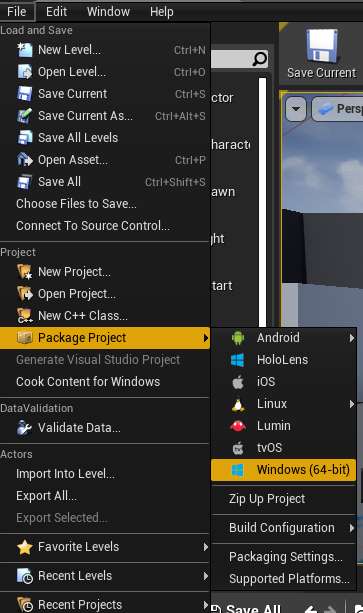 File Edit Window Help
Load and Save
New Level... Ctrl+N
Open Level... Ctrl+O
Save Current Ctrl+S
Save Current As... Ctrl+Alt+S
Save All Levels
Open Asset... Ctrl+P
Save All Ctrl+Shift+S
Choose Files to Save...
Connect To Source Control...
Project
New Project...
Open Project...
New C++ Class...
Package Project
Generate Visual Studio Project
Cook Content for Windows
DataValidation
Validate Data...
Actors
Import Into Level...
Export All...
Export Selected...
Favorite Levels
Recent Levels
Recent Projects
Android
HoloLens
iOS
Linux
Lumin
tvOS
Windows (64-bit)
Zip Up Project
Build Configuration
Packaging Settings...
Supported Platforms...
Save Current
Persp
ctor
haracte
awn
ght
tart
Save All